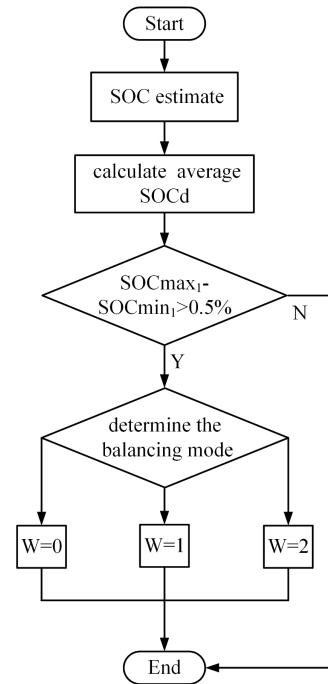 Start
SOC estimate
calculate average
SOCd
SOCmax₁-
SOCmin₁>0.5%
N
Y
determine the
balancing mode
W=0
W=1
W=2
End